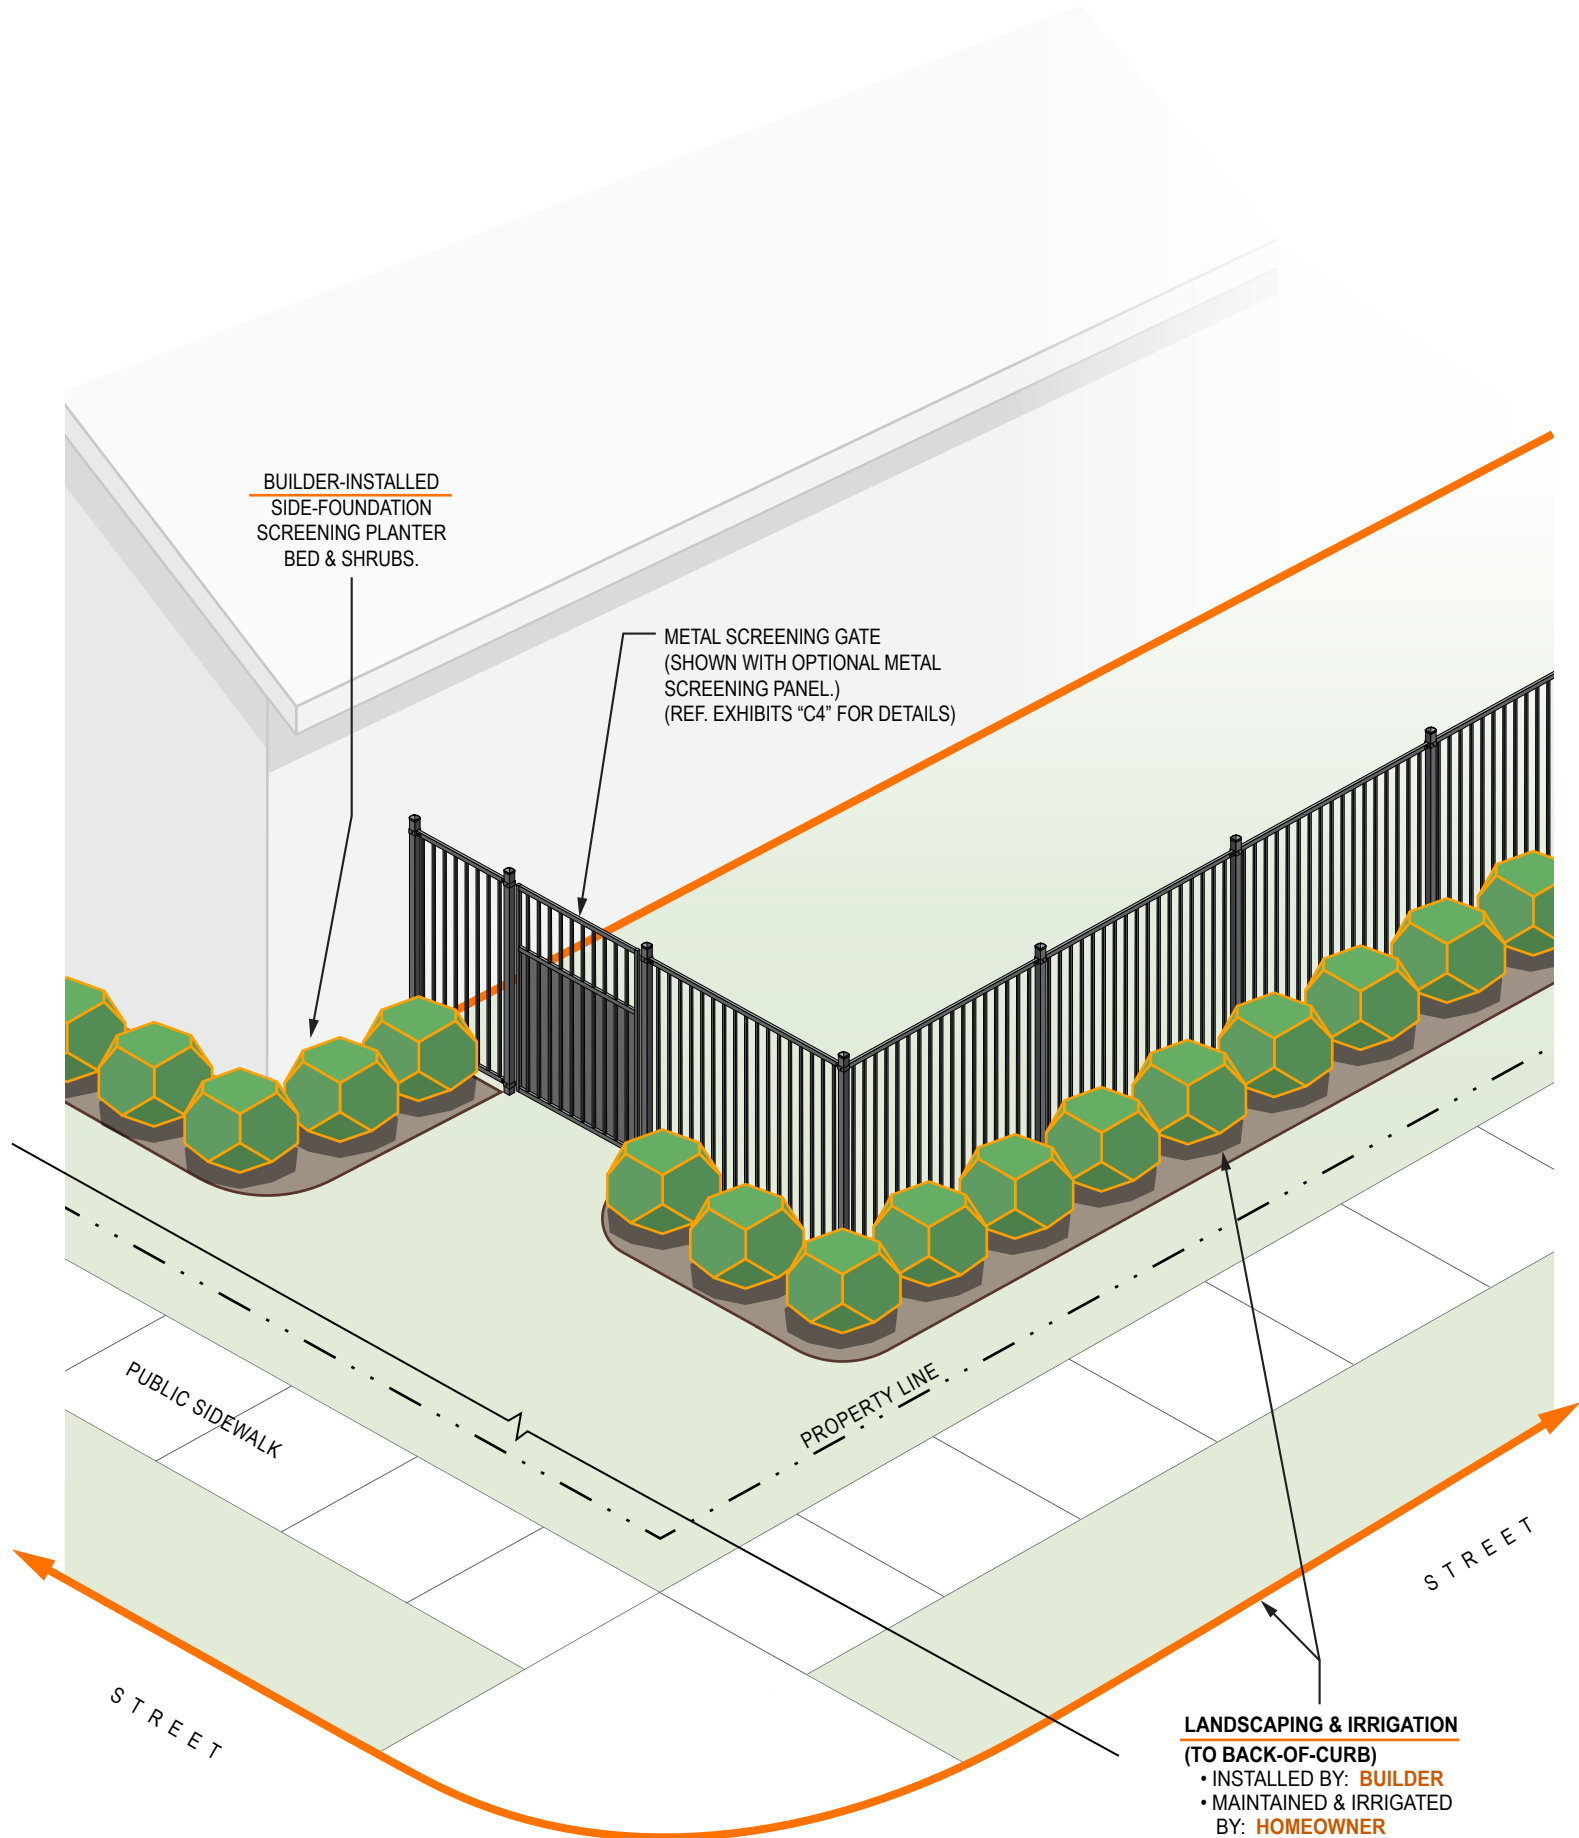 BUILDER-INSTALLED
SIDE-FOUNDATION
SCREENING PLANTER
BED & SHRUBS.
METAL SCREENING GATE
(SHOWN WITH OPTIONAL METAL
SCREENING PANEL.)
(REF. EXHIBITS “C4” FOR DETAILS)
PUBLIC SIDEWALK
PROPERTY LINE
STREET
STREET
LANDSCAPING & IRRIGATION
(TO BACK-OF-CURB)
• INSTALLED BY: BUILDER
• MAINTAINED & IRRIGATED
BY: HOMEOWNER